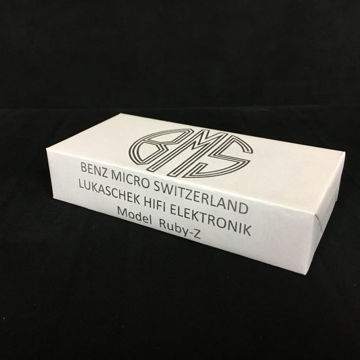 BMS
BENZ MICRO SWITZERLAND
LUKASCHEK HIFI ELEKTRONIK
Model Ruby-Z